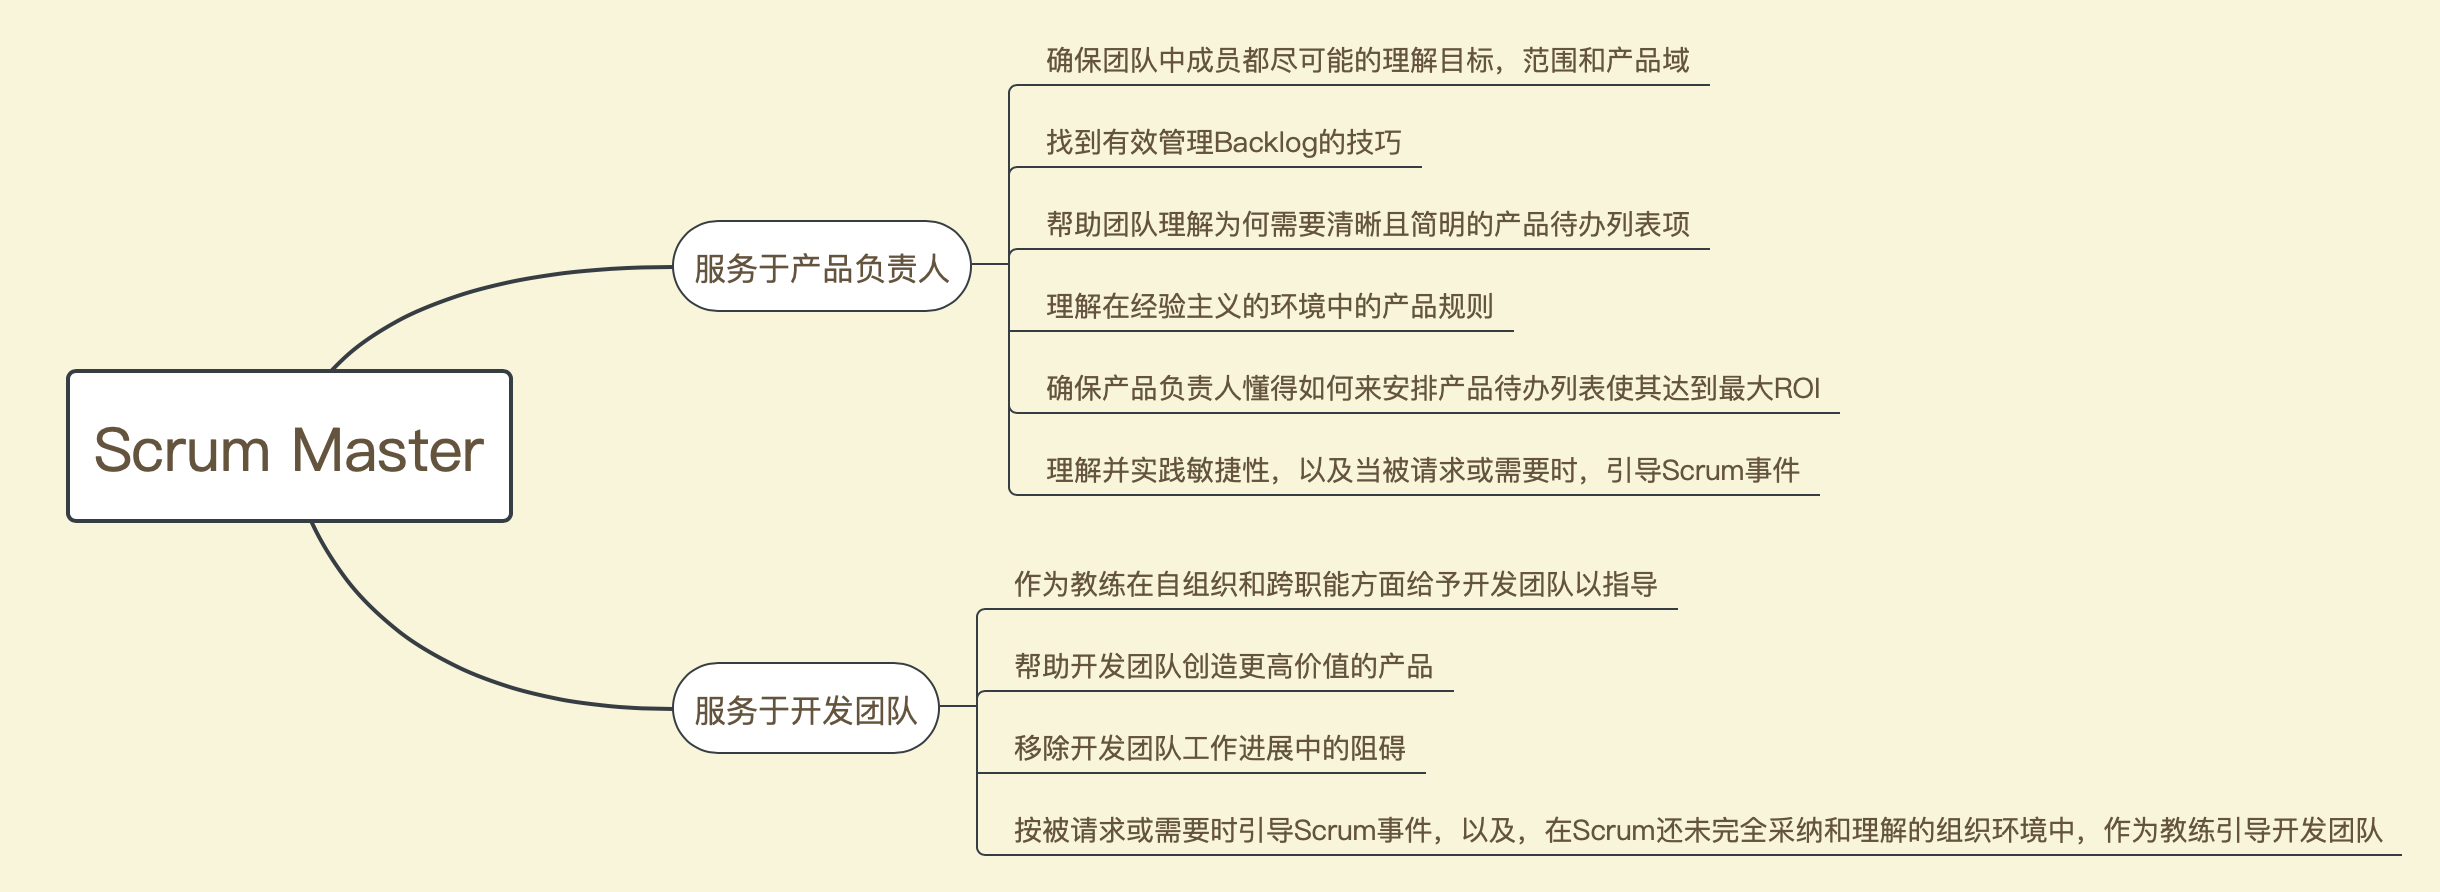 Scrum Master
服务于产品负责人
确保团队中成员都尽可能的理解目标，范围和产品域
找到有效管理Backlog的技巧
帮助团队理解为何需要清晰且简明的产品待办列表项
理解在经验主义的环境中的产品规则
确保产品负责人懂得如何来安排产品待办列表使其达到最大ROI
理解并实践敏捷性，以及当被请求或需要时，引导Scrum事件
服务于开发团队
作为教练在自组织和跨职能方面给予开发团队以指导
帮助开发团队创造更高价值的产品
移除开发团队工作进展中的阻碍
按被请求或需要时引导Scrum事件，以及，在Scrum还未完全采纳和理解的组织环境中，作为教练引导开发团队